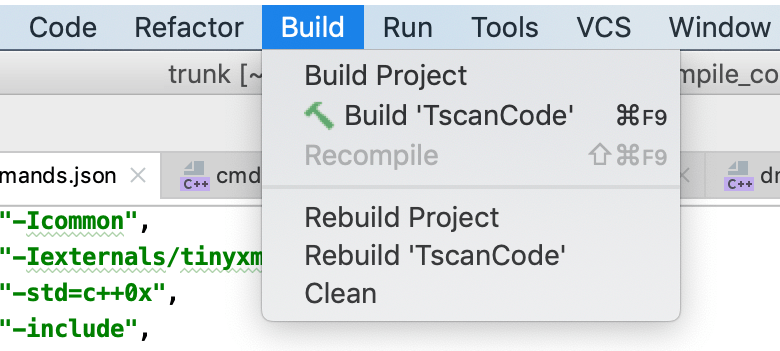 Code Refactor Build Run Tools VCS Window
trunk [~ mpile_co
Build Project
Build 'TscanCode' ⌘F9
Recompile ⇧⌘F9
mands.json × C++ cmd × C++ dr
Rebuild Project
Rebuild 'TscanCode'
Clean
"-Icommon",
"-Iexternals/tinyxm
"-std=c++0x",
"-include",